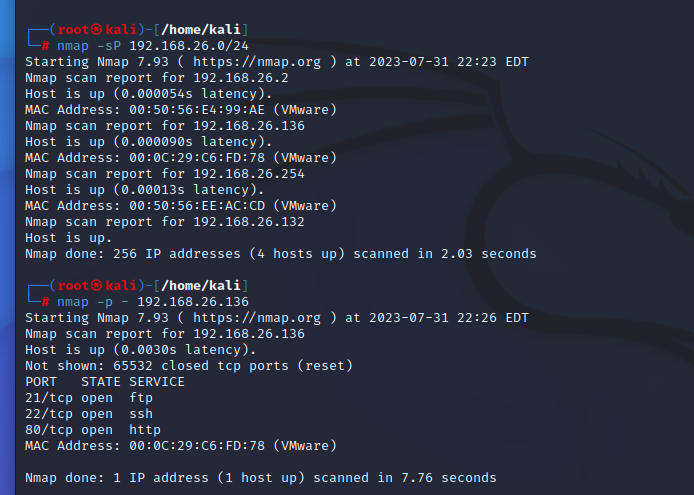 ┌──(root㉿kali)-[/home/kali]
└─# nmap -sP 192.168.26.0/24
Starting Nmap 7.93 ( https://nmap.org ) at 2023-07-31 22:23 EDT
Nmap scan report for 192.168.26.2
Host is up (0.000054s latency).
MAC Address: 00:50:56:E4:99:AE (VMware)
Nmap scan report for 192.168.26.136
Host is up (0.000090s latency).
MAC Address: 00:0C:29:C6:FD:78 (VMware)
Nmap scan report for 192.168.26.254
Host is up (0.00013s latency).
MAC Address: 00:50:56:EE:AC:CD (VMware)
Nmap scan report for 192.168.26.132
Host is up.
Nmap done: 256 IP addresses (4 hosts up) scanned in 2.03 seconds
┌──(root㉿kali)-[/home/kali]
└─# nmap -p - 192.168.26.136
Starting Nmap 7.93 ( https://nmap.org ) at 2023-07-31 22:26 EDT
Nmap scan report for 192.168.26.136
Host is up (0.0030s latency).
Not shown: 65532 closed tcp ports (reset)
PORT   STATE SERVICE
21/tcp open  ftp
22/tcp open  ssh
80/tcp open  http
MAC Address: 00:0C:29:C6:FD:78 (VMware)
Nmap done: 1 IP address (1 host up) scanned in 7.76 seconds